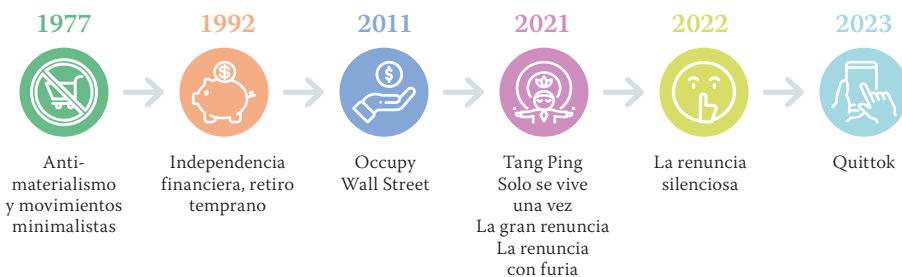 1977
Anti-
materialismo
y movimientos
minimalistas
1992
$
Independencia
financiera, retiro
temprano
2011
$
Occupy
Wall Street
2021
Tang Ping
Solo se vive
una vez
La gran renuncia
La renuncia
con furia
2022
La renuncia
silenciosa
2023
Quittok